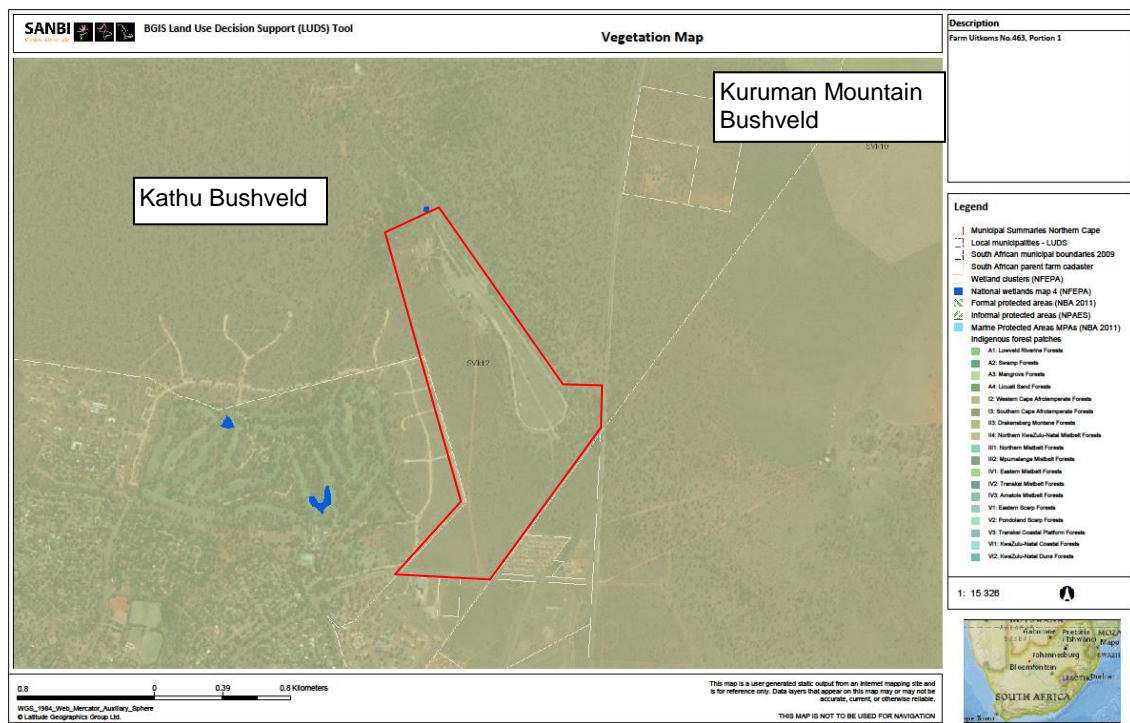 SANBI
BGIS Land Use Decision Support (LUDS) Tool
Vegetation Map
Description
Farm Uitkoms No.463, Portion 1
Kuruman Mountain
Bushveld
SVk10
Kathu Bushveld
SVk12
Legend
Municipal Summaries Northern Cape
Local municipalities - LUDS
South African municipal boundaries 2009
South African parent farm cadaster
Wetland clusters (NFEPA)
National wetlands map 4 (NFEPA)
Formal protected areas (NBA 2011)
Informal protected areas (NPAES)
Marine Protected Areas MPAs (NBA 2011)
Indigenous forest patches
A1: Lowveld Riverine Forests
A2: Swamp Forests
A3: Mangrove Forests
A4: Licuati Sand Forests
I2: Western Cape Afrotemperate Forests
I3: Southern Cape Afrotemperate Forests
II3: Drakensberg Montane Forests
II4: Northern KwaZulu-Natal Mistbelt Forests
III1: Northern Mistbelt Forests
III2: Mpumalanga Mistbelt Forests
IV1: Eastern Mistbelt Forests
IV2: Transkei Mistbelt Forests
IV3: Amatole Mistbelt Forests
V1: Eastern Scarp Forests
V2: Pondoland Scarp Forests
V3: Transkei Coastal Platform Forests
VI1: KwaZulu-Natal Coastal Forests
VI2: KwaZulu-Natal Dune Forests
1: 15 326
Gaborone
Pretoria
(Tshwane)
MOZA
Maputo
Johannesburg
SWAZIL
Bloemfontein
LESOTHO
Durban
SOUTH AFRICA
Cape Town
0.8 0 0.39 0.8 Kilometers
WGS_1984_Web_Mercator_Auxiliary_Sphere
© Latitude Geographics Group Ltd.
This map is a user generated static output from an Internet mapping site and
is for reference only. Data layers that appear on this map may or may not be
accurate, current, or otherwise reliable.
THIS MAP IS NOT TO BE USED FOR NAVIGATION